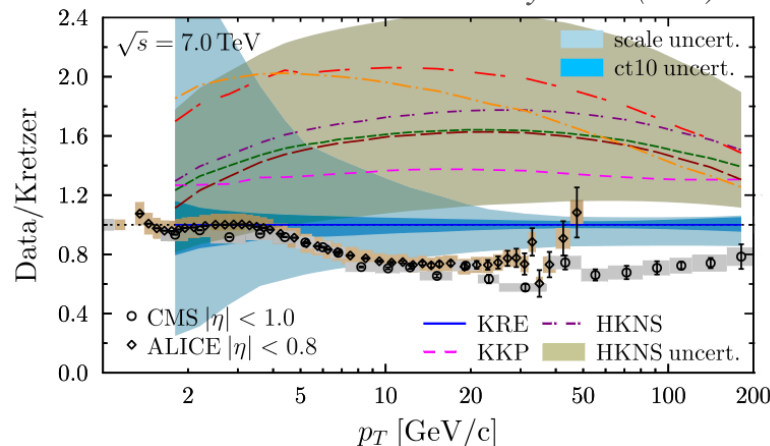 √s = 7.0 TeV
scale uncert.
ct10 uncert.
Data/Kretzer
2.4
2.0
1.6
1.2
0.8
0.4
0.0
CMS |η| < 1.0
ALICE |η| < 0.8
KRE
KKP
HKNS
HKNS uncert.
2 5 10 20 50 100 200
p_T [GeV/c]